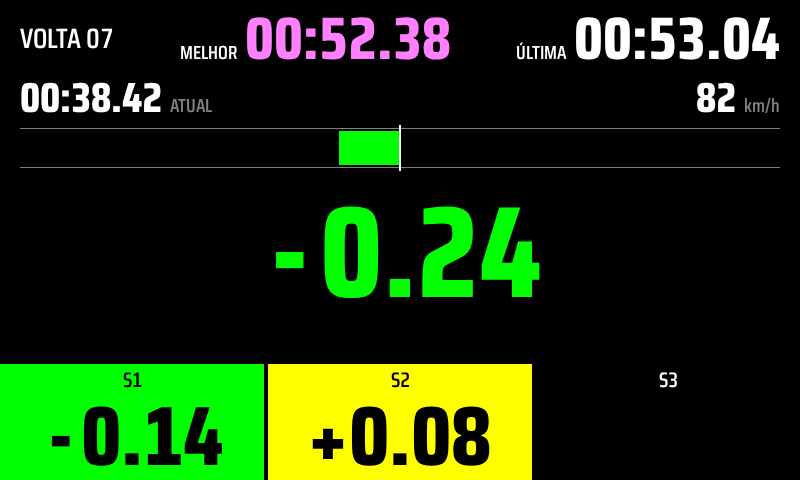 VOLTA 07 MELHOR 00:52.38 ÚLTIMA 00:53.04
00:38.42 ATUAL 82 km/h
-0.24
S1 S2 S3
-0.14 +0.08